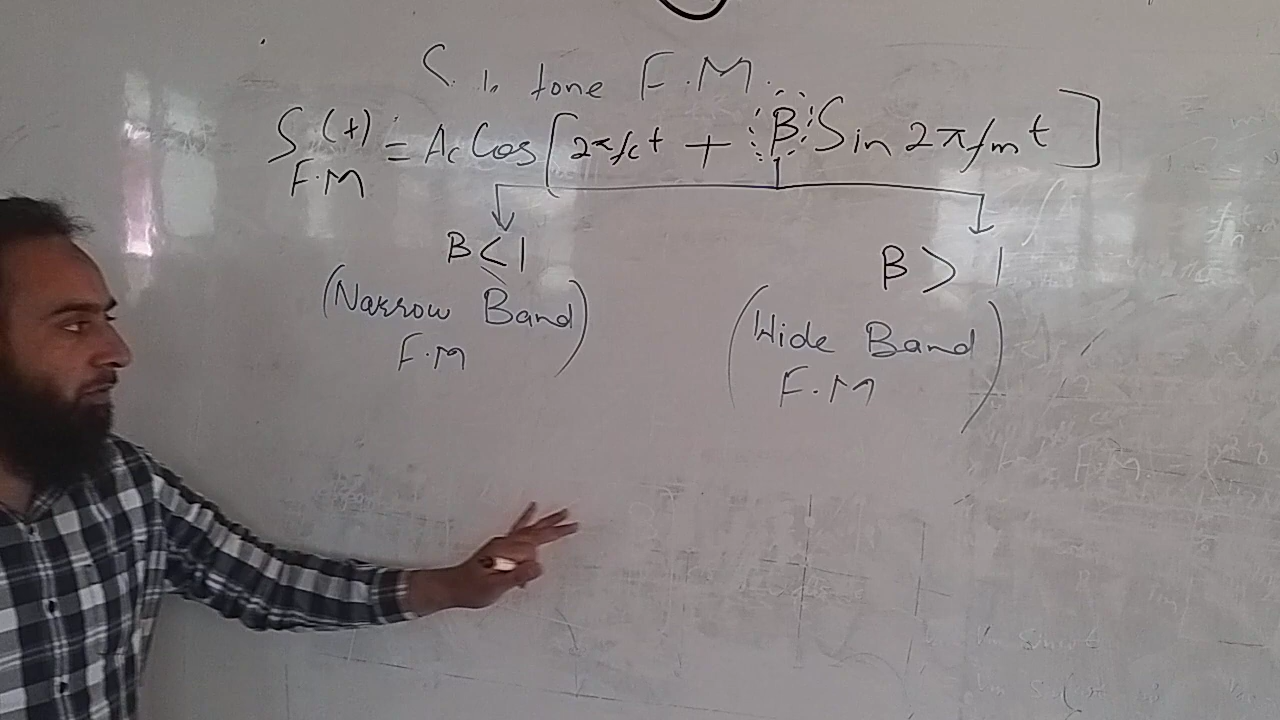 tone F.M.
S(t) = Ac Cos[2πfct + B Sin 2πfmt]
F.M
B < 1
B > 1
(Narrow Band)
F.M
(Wide Band)
F.M